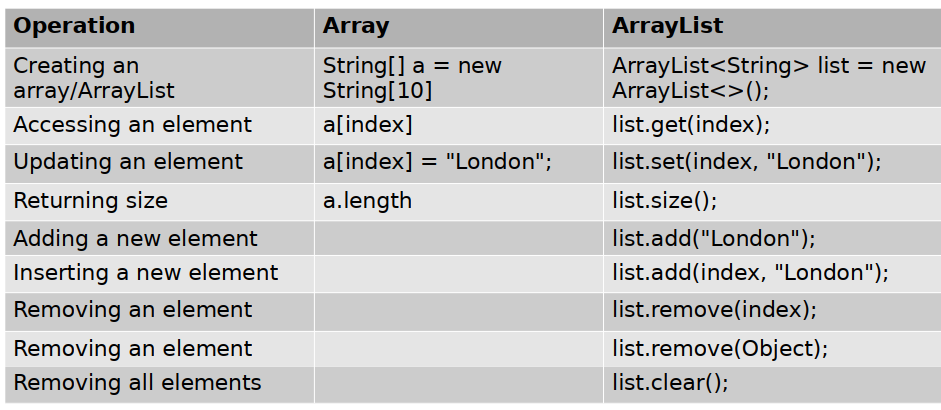 Operation Array ArrayList
Creating an array/ArrayList String[] a = new String[10] ArrayList<String> list = new ArrayList<>();
Accessing an element a[index] list.get(index);
Updating an element a[index] = "London"; list.set(index, "London");
Returning size a.length list.size();
Adding a new element list.add("London");
Inserting a new element list.add(index, "London");
Removing an element list.remove(index);
Removing an element list.remove(Object);
Removing all elements list.clear();